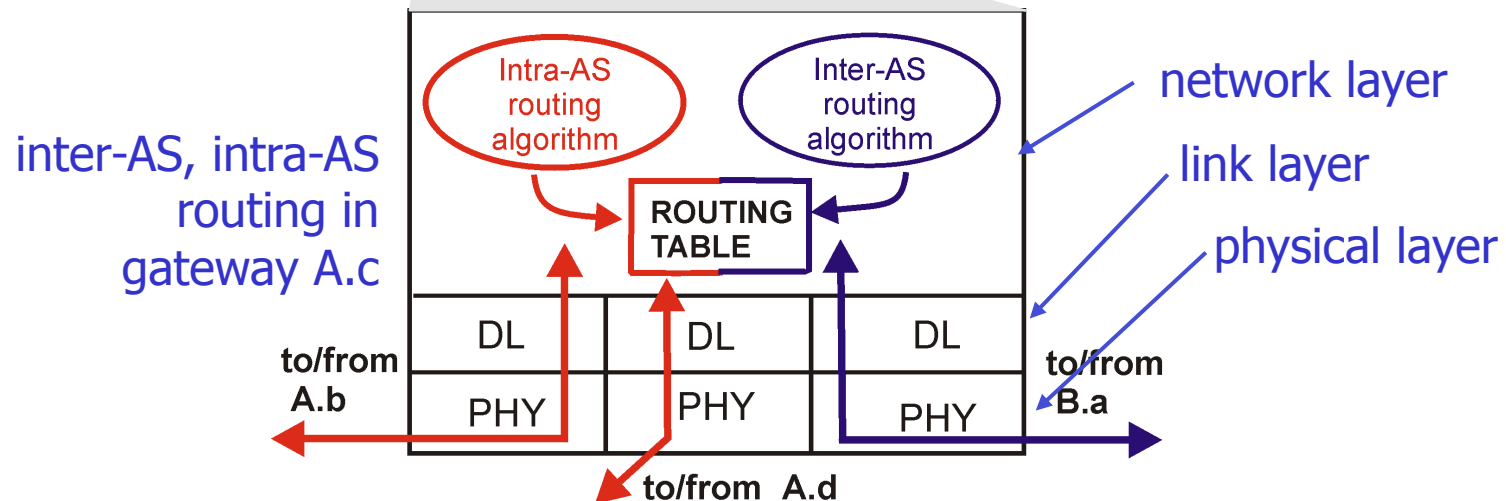 Intra-AS
routing
algorithm
Inter-AS
routing
algorithm
network layer
inter-AS, intra-AS
routing in
gateway A.c
link layer
ROUTING
TABLE
physical layer
DL
DL
DL
to/from
A.b
to/from
B.a
PHY
PHY
PHY
to/from A.d